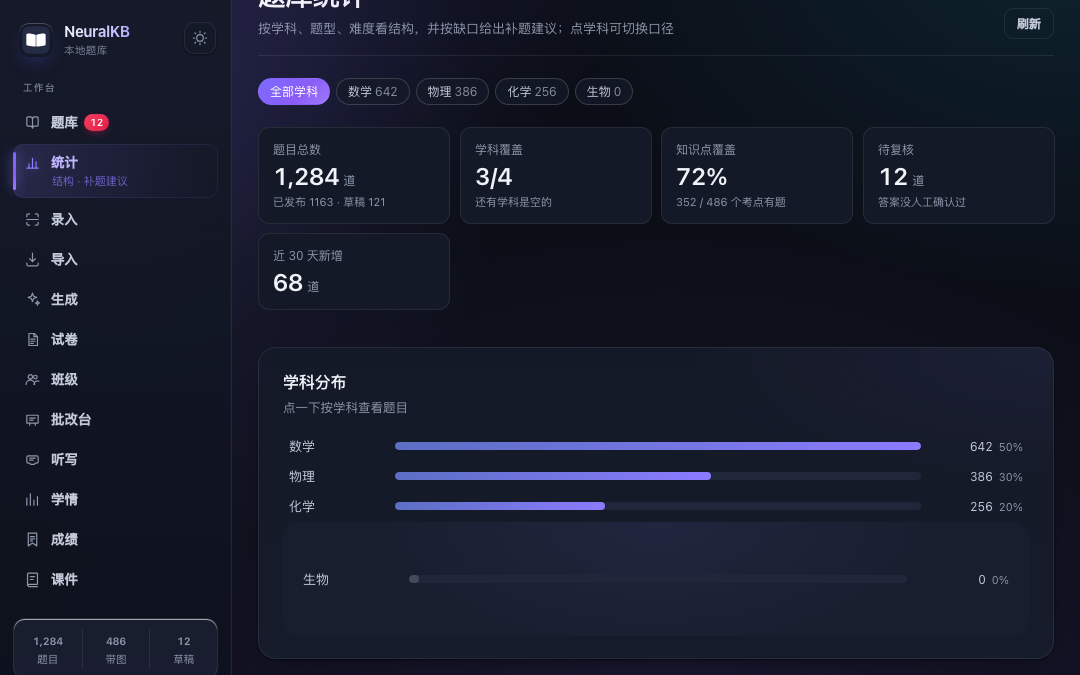 NeuralKB
本地题库
工作台
题库 12
统计
结构 · 补题建议
录入
导入
生成
试卷
班级
批改台
听写
学情
成绩
课件
1,284
题目
486
带图
12
草稿
题库统计
按学科、题型、难度看结构，并按缺口给出补题建议；点学科可切换口径
刷新
全部学科 数学 642 物理 386 化学 256 生物 0
题目总数
1,284 道
已发布 1163 · 草稿 121
学科覆盖
3/4
还有学科是空的
知识点覆盖
72%
352 / 486 个考点有题
待复核
12 道
答案没人工确认过
近 30 天新增
68 道
学科分布
点一下按学科查看题目
数学 642 50%
物理 386 30%
化学 256 20%
生物 0 0%